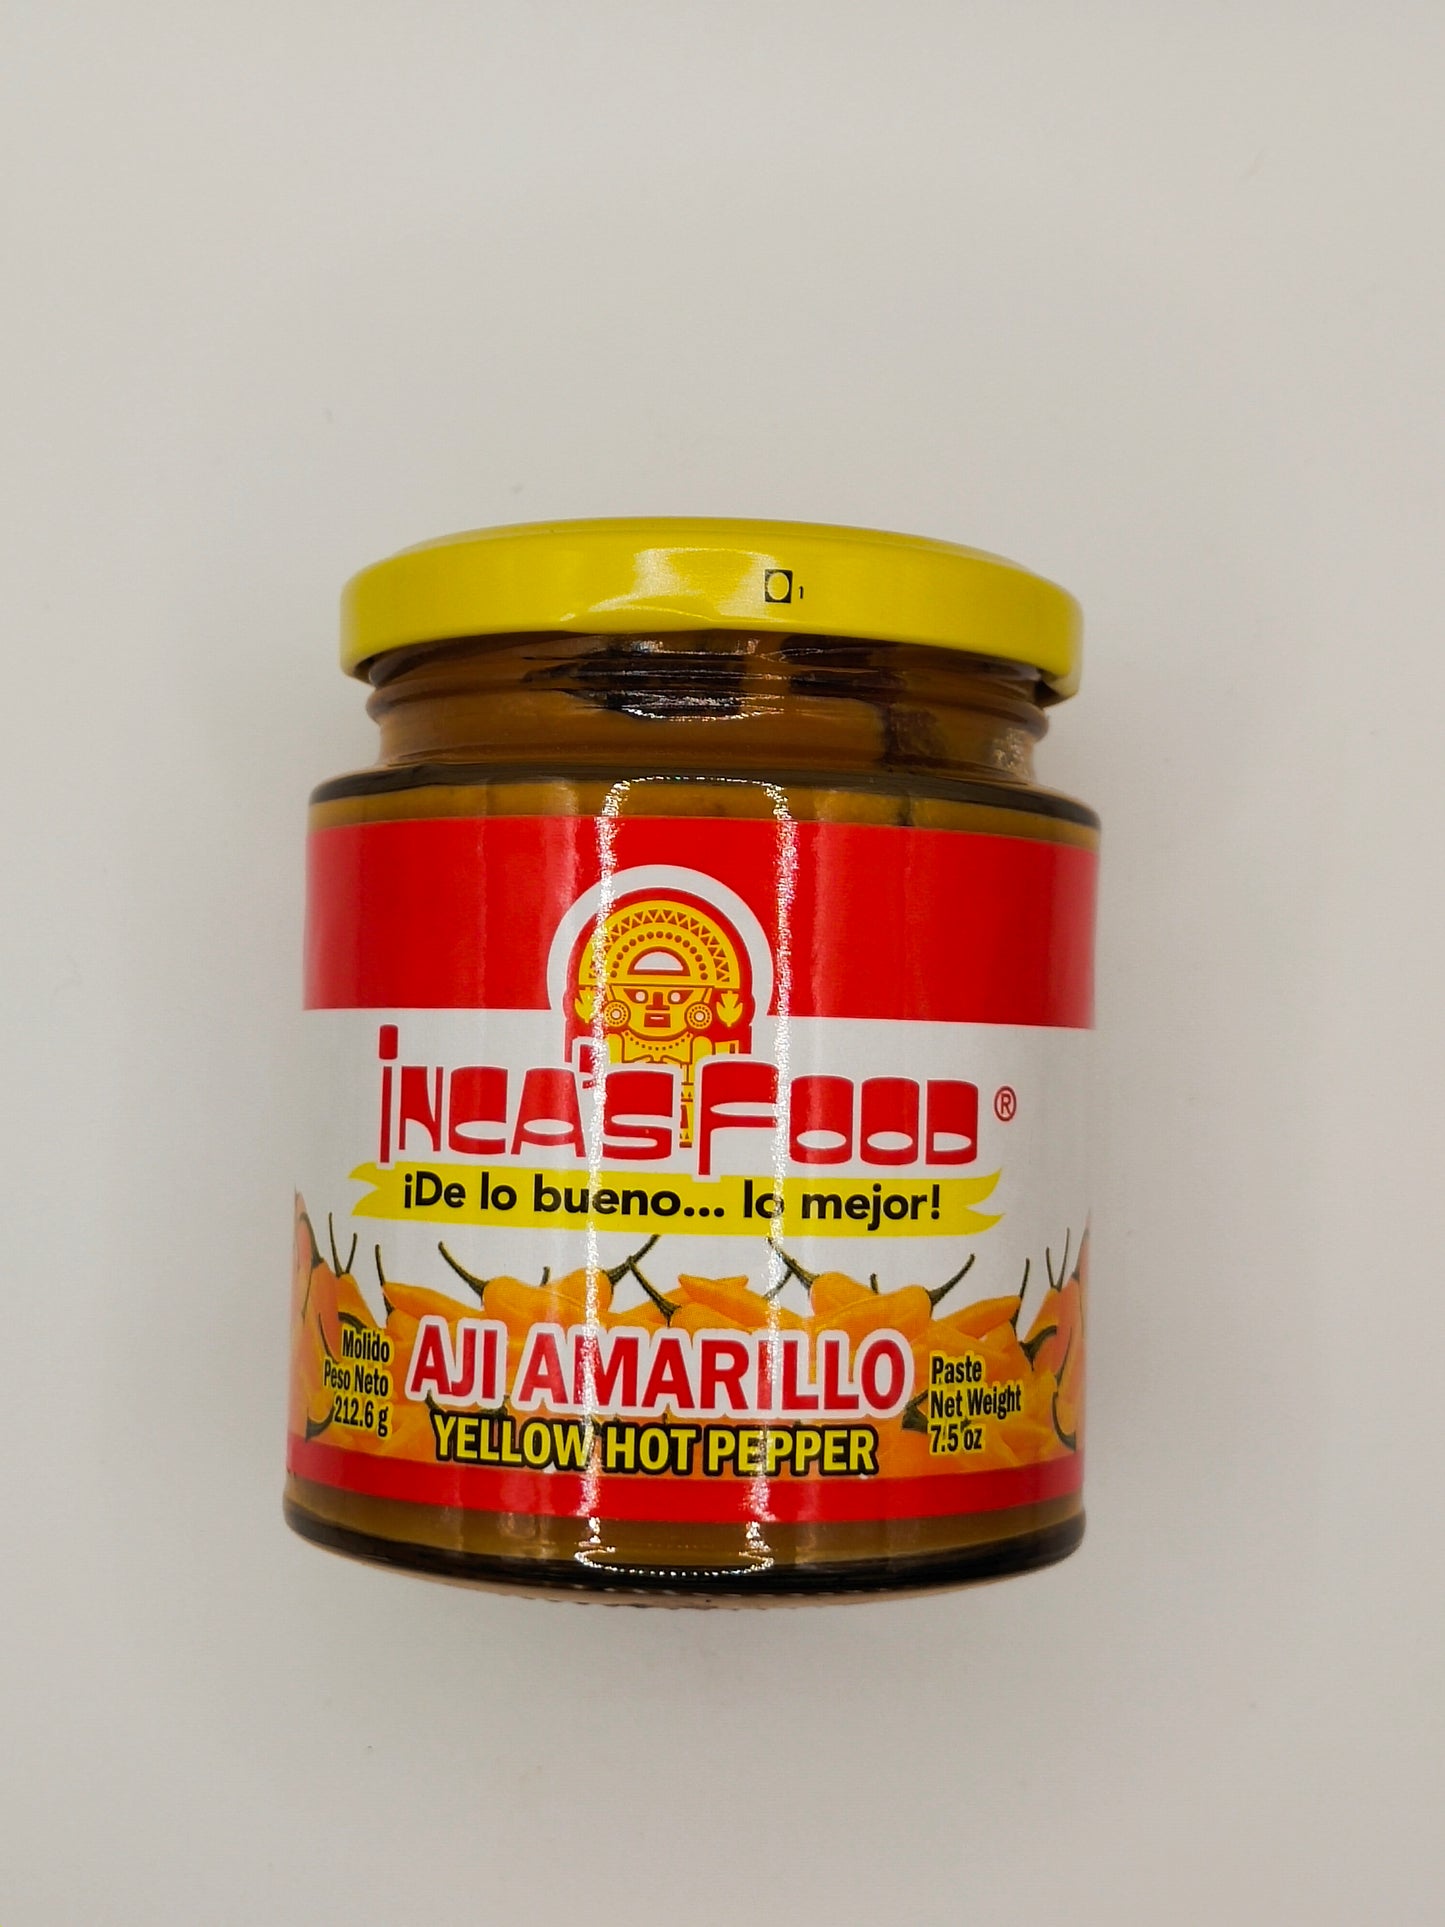 1
INCA'S FOOD ®
¡De lo bueno... lo mejor!
Molido
Peso Neto
212.6 g
AJI AMARILLO
YELLOW HOT PEPPER
Paste
Net Weight
7.5 oz